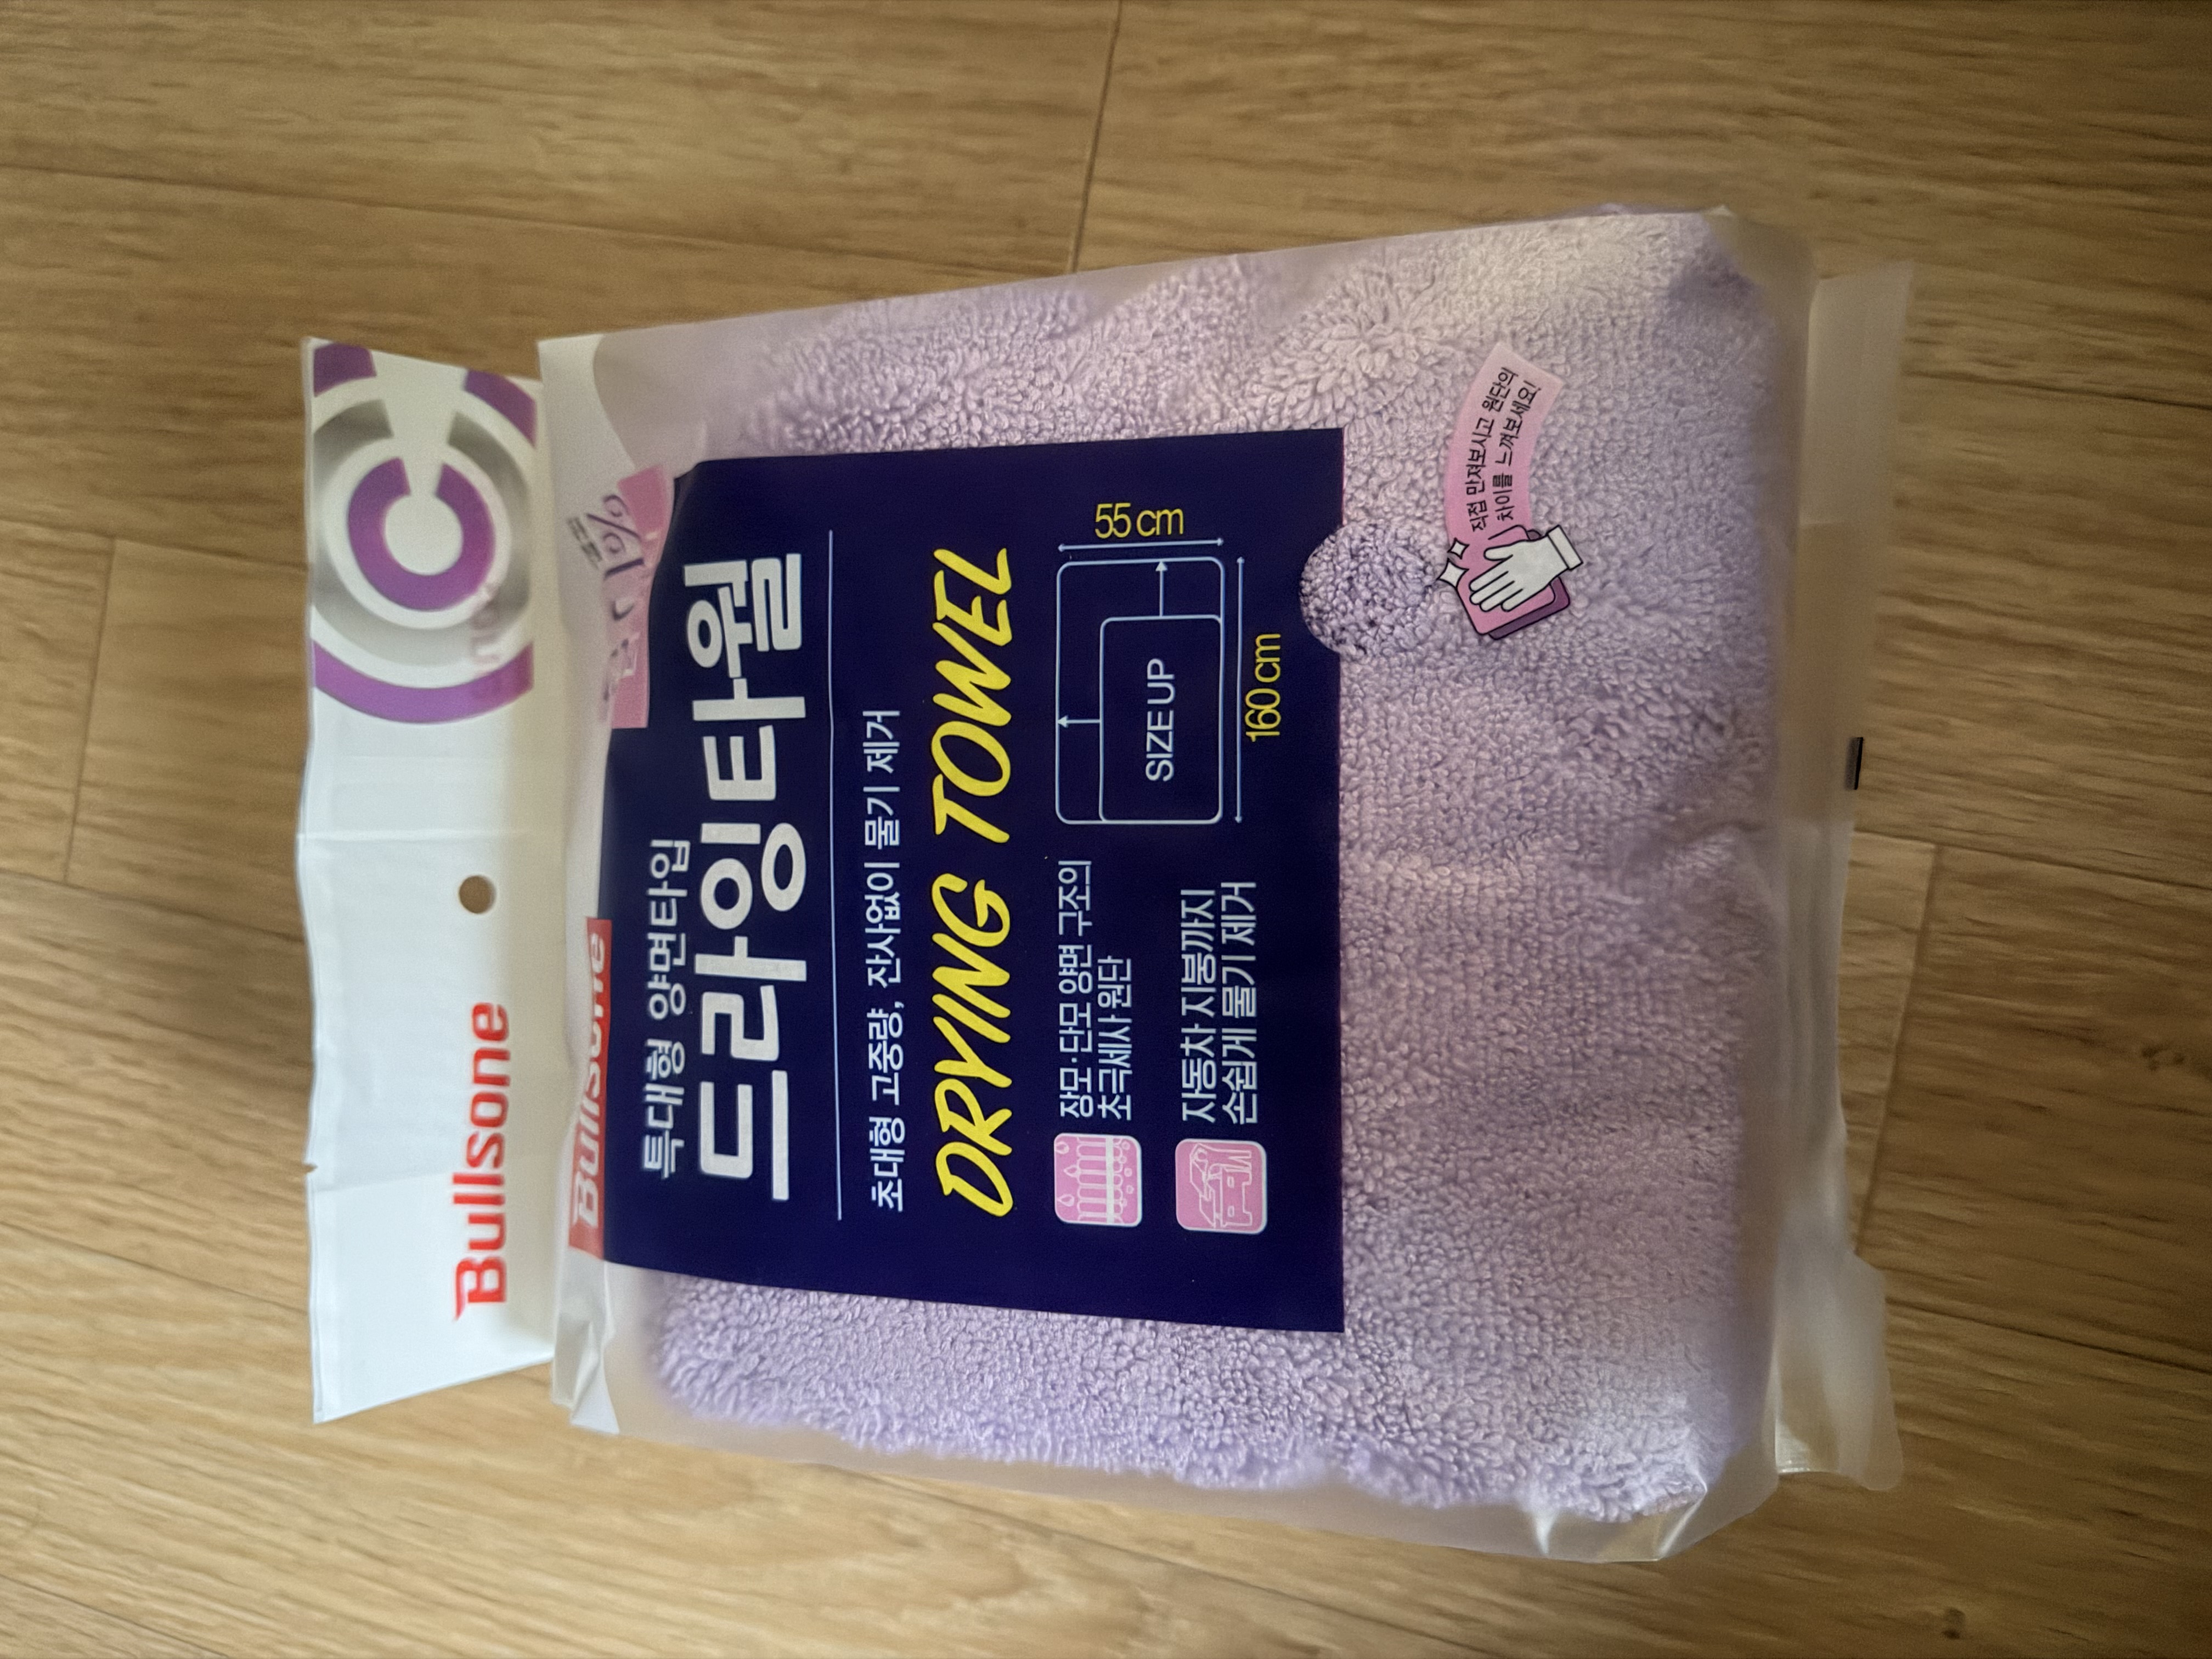 Bullsone
Bullsone
특대형 양면타입
드라잉타월
초대형 고중량, 잔사없이 물기 제거
DRYING TOWEL
장모·단모 양면 구조의
초극세사 원단
자동차 지붕까지
손쉽게 물기 제거
SIZE UP
55 cm
160 cm
직접 만져보시고 원단의
차이를 느껴보세요!